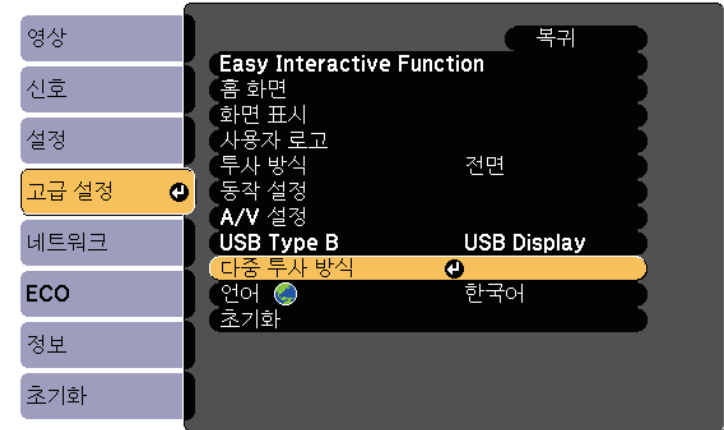 영상
신호
설정
고급 설정
네트워크
ECO
정보
초기화
복귀
Easy Interactive Function
홈 화면
화면 표시
사용자 로고
투사 방식 전면
동작 설정
A/V 설정
USB Type B USB Display
다중 투사 방식
언어 한국어
초기화